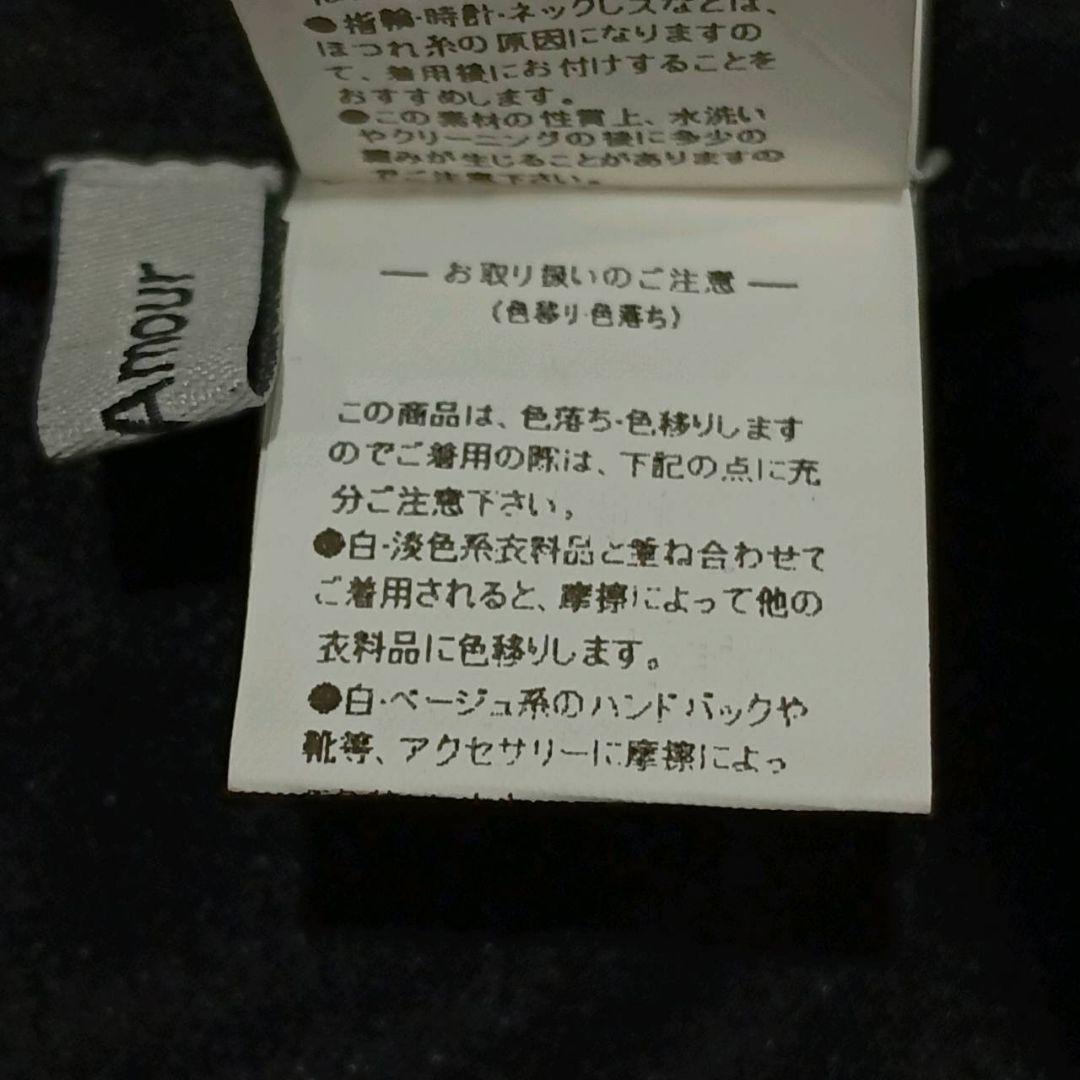 ●指輪・時計・ネックレスなどは、
ほつれ糸の原因になりますの
で、着用後にお付けすることを
おすすめします。
●この素材の性質上、水洗い
やクリーニングの後に多少の
縮みが生じることがありますの
でご注意下さい。
Amour
― お取り扱いのご注意 ―
(色移り・色落ち)
この商品は、色落ち・色移りします
のでご着用の際は、下記の点に充
分ご注意下さい。
●白・淡色系衣料品と重ね合わせて
ご着用されると、摩擦によって他の
衣料品に色移りします。
●白・ベージュ系のハンドバックや
靴等、アクセサリーに摩擦によっ